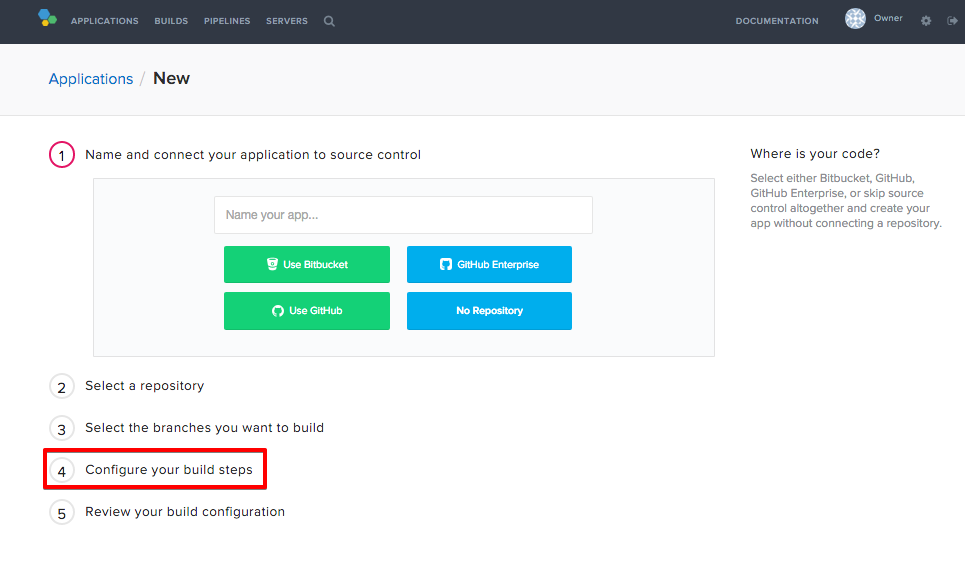 APPLICATIONS BUILDS PIPELINES SERVERS DOCUMENTATION Owner
Applications / New
1 Name and connect your application to source control
Name your app...
Use Bitbucket GitHub Enterprise
Use GitHub No Repository
2 Select a repository
3 Select the branches you want to build
4 Configure your build steps
5 Review your build configuration
Where is your code?
Select either Bitbucket, GitHub,
GitHub Enterprise, or skip source
control altogether and create your
app without connecting a repository.